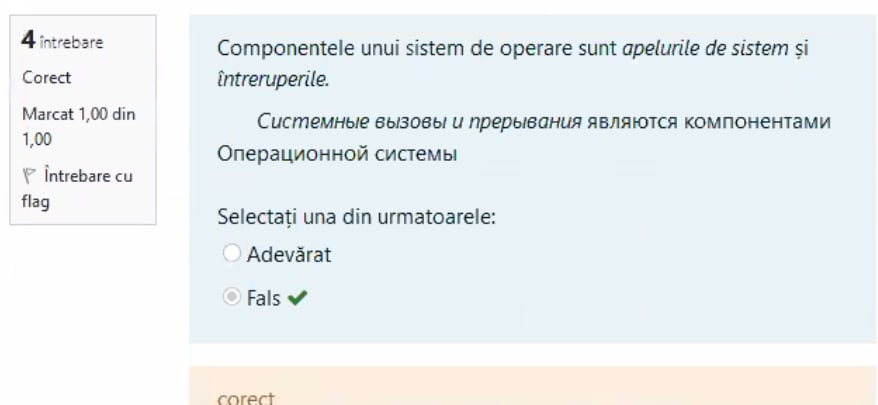 4 întrebare
Corect
Marcat 1,00 din
1,00
Întrebare cu
flag
Componentele unui sistem de operare sunt apelurile de sistem și
întreruperile.
Системные вызовы и прерывания являются компонентами
Операционной системы
Selectați una din urmatoarele:
Adevărat
Fals
corect